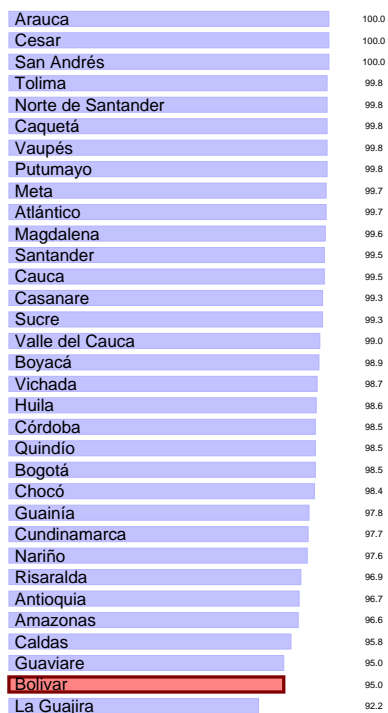 Arauca 100.0
Cesar 100.0
San Andrés 100.0
Tolima 99.8
Norte de Santander 99.8
Caquetá 99.8
Vaupés 99.8
Putumayo 99.8
Meta 99.7
Atlántico 99.7
Magdalena 99.6
Santander 99.5
Cauca 99.5
Casanare 99.3
Sucre 99.3
Valle del Cauca 99.0
Boyacá 98.9
Vichada 98.7
Huila 98.6
Córdoba 98.5
Quindío 98.5
Bogotá 98.5
Chocó 98.4
Guainía 97.8
Cundinamarca 97.7
Nariño 97.6
Risaralda 96.9
Antioquia 96.7
Amazonas 96.6
Caldas 95.8
Guaviare 95.0
Bolivar 95.0
La Guajira 92.2